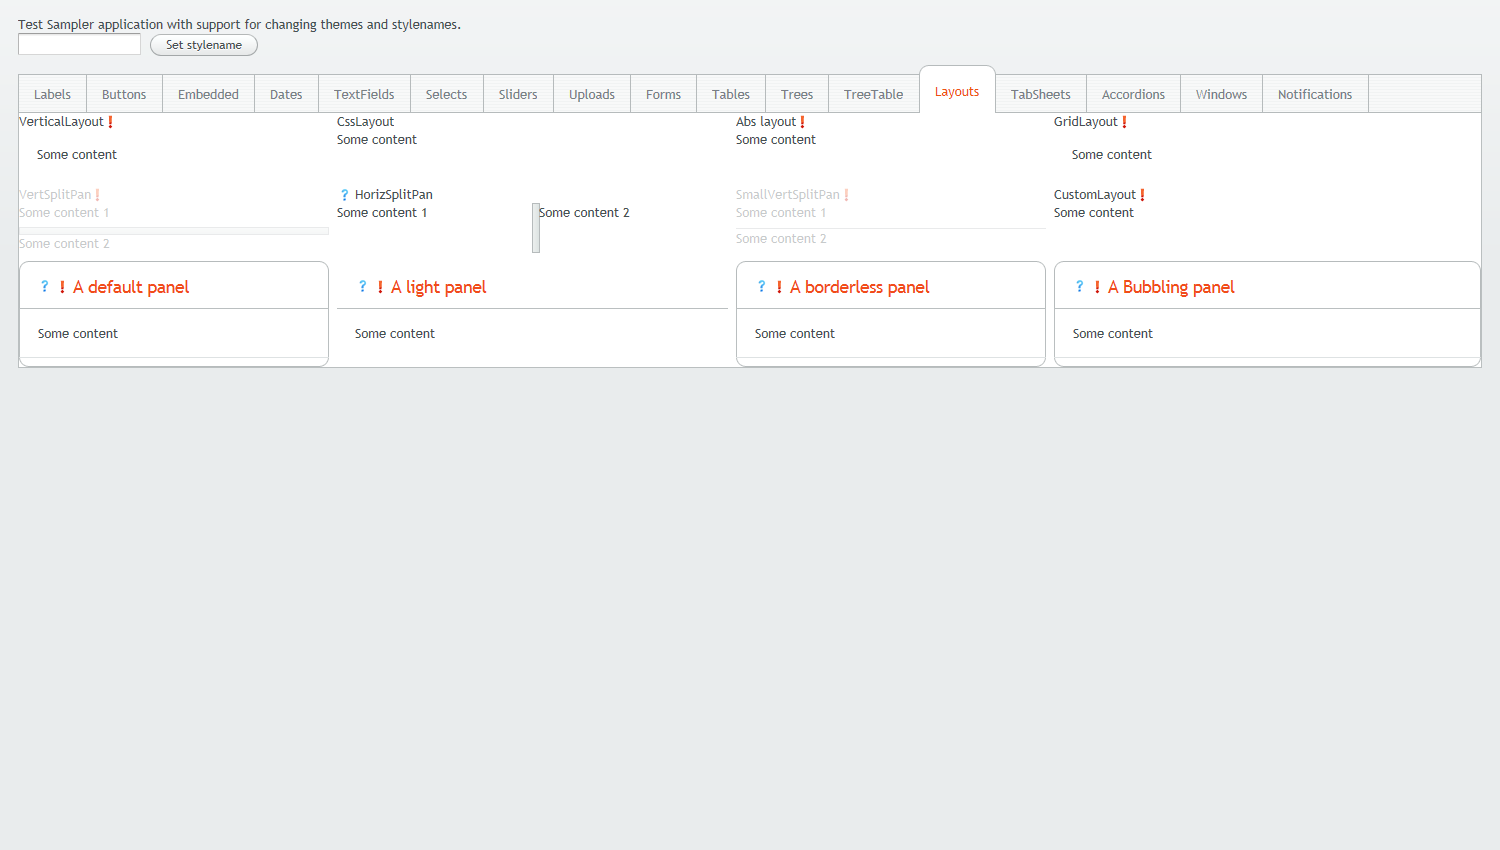 Test Sampler application with support for changing themes and stylenames.
Set stylename
Labels Buttons Embedded Dates TextFields Selects Sliders Uploads Forms Tables Trees TreeTable Layouts TabSheets Accordions Windows Notifications
VerticalLayout ! CssLayout Abs layout ! GridLayout !
Some content Some content
Some content Some content
VertSplitPan ! ? HorizSplitPan SmallVertSplitPan ! CustomLayout !
Some content 1 Some content 1 Some content 2 Some content 1 Some content
Some content 2 Some content 2
? ! A default panel ? ! A light panel ? ! A borderless panel ? ! A Bubbling panel
Some content Some content Some content Some content